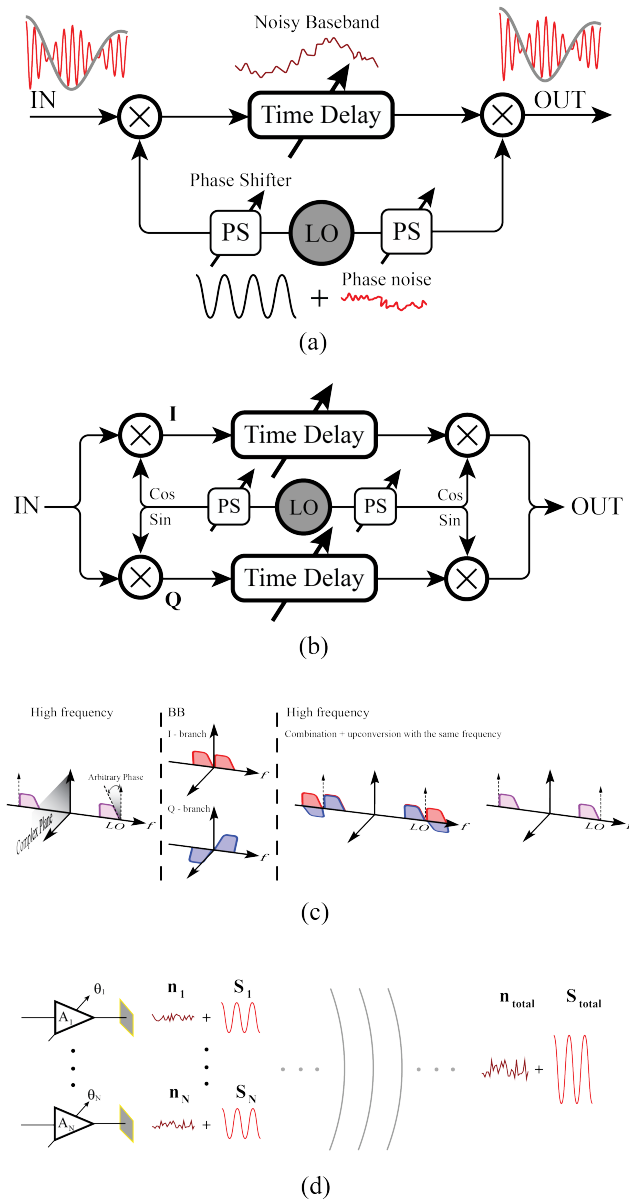 Noisy Baseband
IN
Time Delay
OUT
Phase Shifter
PS
LO
PS
Phase noise
+
(a)
I
Time Delay
Cos
IN
PS
LO
PS
Cos
OUT
Sin
Sin
Time Delay
Q
(b)
High frequency
BB
High frequency
I - branch
Combination + upconversion with the same frequency
f
Arbitrary Phase
Complex Plane
LO
f
Q - branch
f
LO
f
LO
(c)
θ1
n1
S1
A1
+
ntotal
Stotal
+
θN
nN
SN
AN
+
(d)